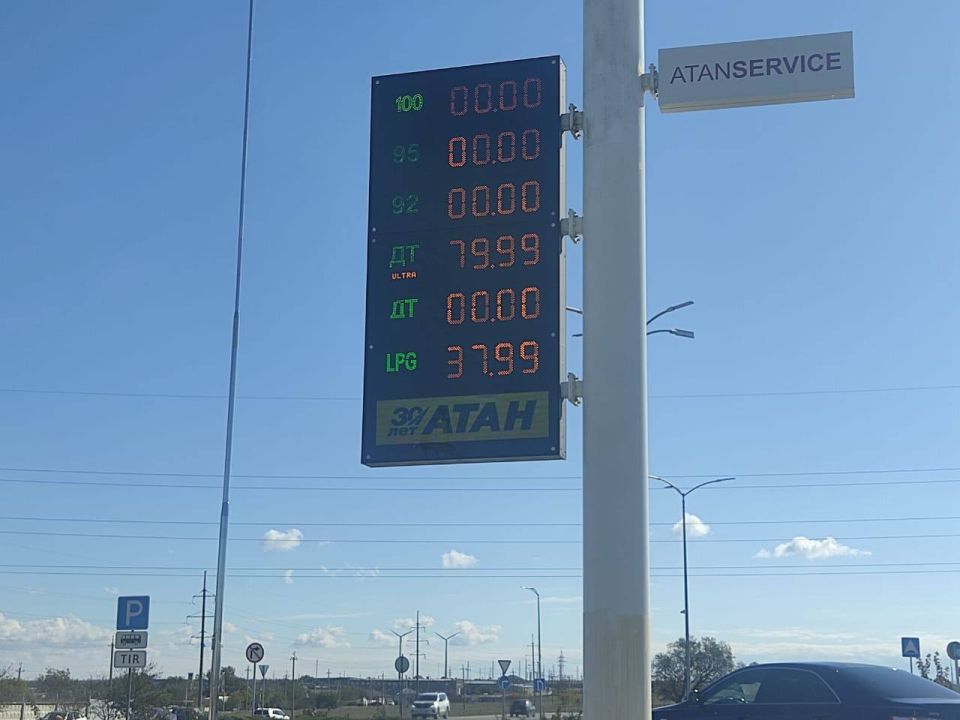 ATANSERVICE
100 00.00
95 00.00
92 00.00
ДТ 79.99
ULTRA
ДТ 00.00
LPG 37.99
30 лет АТАН
P
TIR